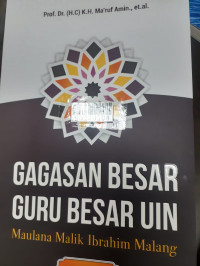 Prof. Dr. (H.C) K.H. Ma'ruf Amin., et.al.
GAGASAN BESAR
GURU BESAR UIN
Maulana Malik Ibrahim Malang